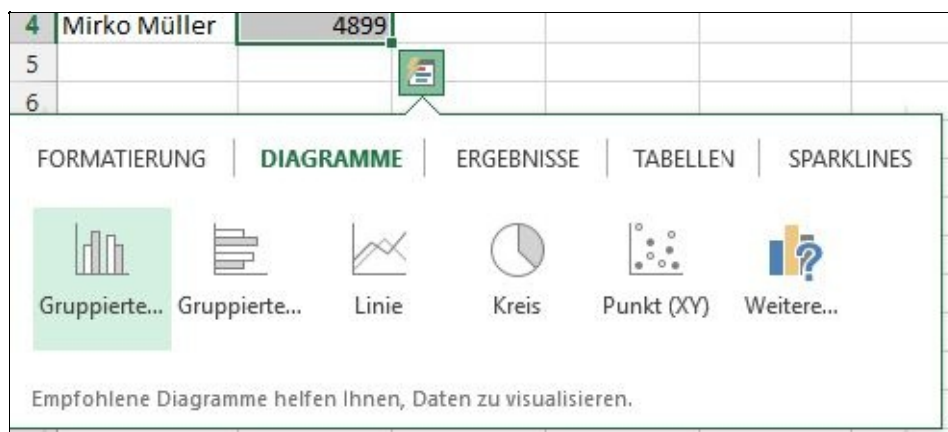 4 Mirko Müller 4899
5
6
FORMATIERUNG DIAGRAMME ERGEBNISSE TABELLEN SPARKLINES
Gruppierte... Gruppierte... Linie Kreis Punkt (XY) Weitere...
Empfohlene Diagramme helfen Ihnen, Daten zu visualisieren.